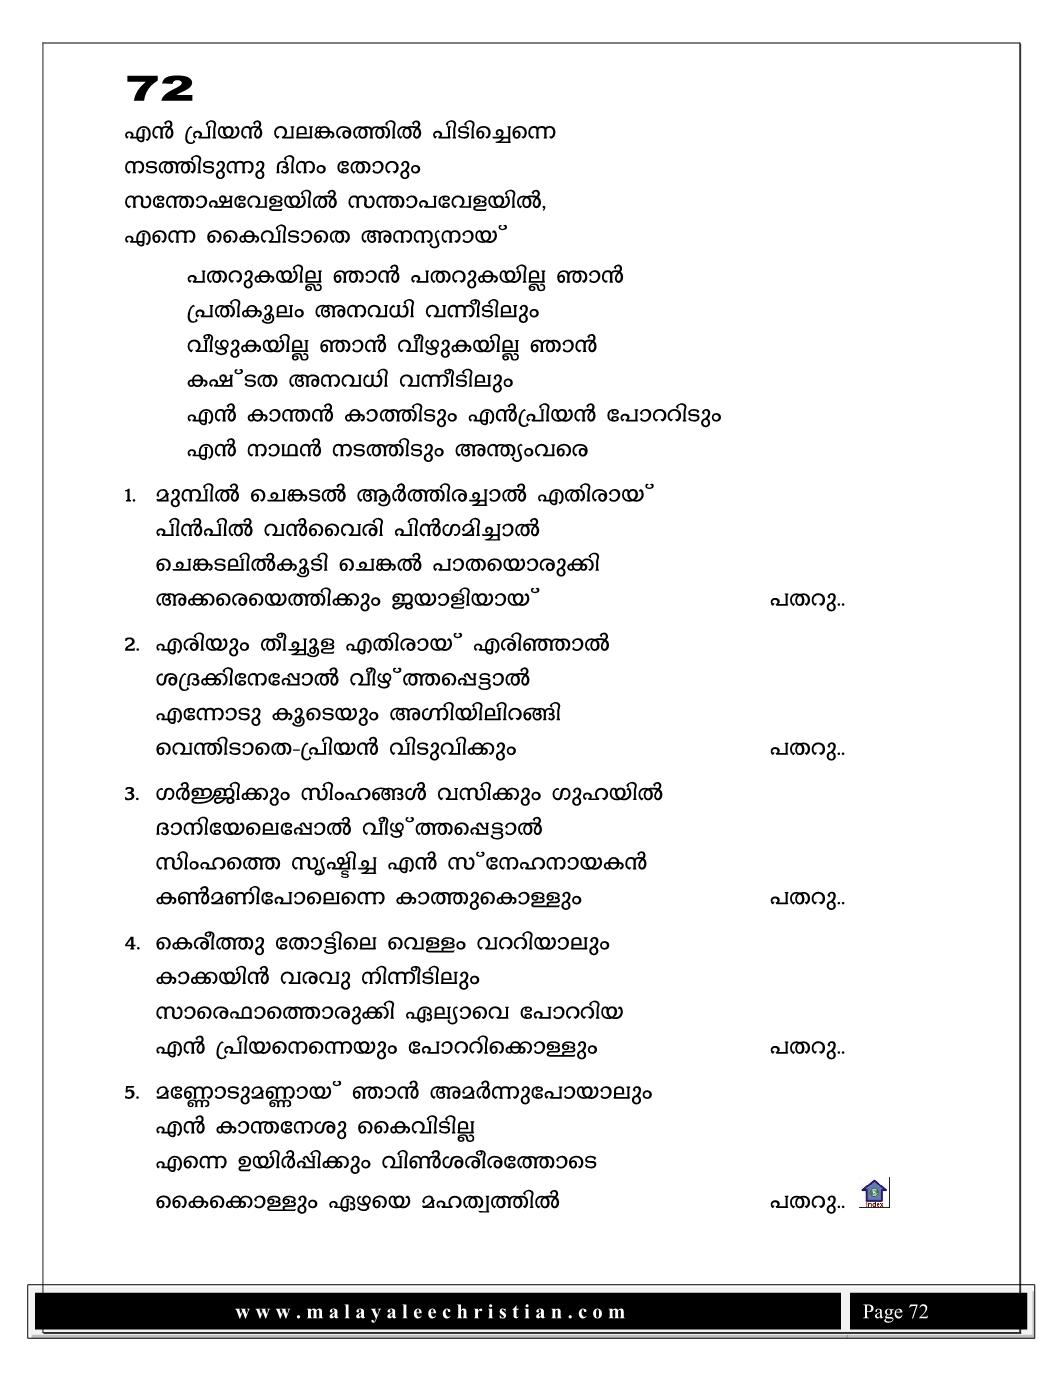 72
എൻ പ്രിയൻ വലങ്കരത്തിൽ പിടിച്ചെന്നെ
നടത്തിടുന്നു ദിനം തോറും
സന്തോഷവേളയിൽ സന്താപവേളയിൽ,
എന്നെ കൈവിടാതെ അനന്യനായ്
പതറുകയില്ല ഞാൻ പതറുകയില്ല ഞാൻ
പ്രതികൂലം അനവധി വന്നീടിലും
വീഴുകയില്ല ഞാൻ വീഴുകയില്ല ഞാൻ
കഷ്ടത അനവധി വന്നീടിലും
എൻ കാന്തൻ കാത്തിടും എൻപ്രിയൻ പോററിടും
എൻ നാഥൻ നടത്തിടും അന്ത്യംവരെ
1. മുമ്പിൽ ചെങ്കടൽ ആർത്തിരച്ചാൽ എതിരായ്
പിൻപിൽ വൻവൈരി പിൻഗമിച്ചാൽ
ചെങ്കടലിൽകൂടി ചെങ്കൽ പാതയൊരുക്കി
അക്കരെയെത്തിക്കും ജയാളിയായ് പതറു..
2. എരിയും തീച്ചൂള എതിരായ് എരിഞ്ഞാൽ
ശദ്രക്കിനേപ്പോൽ വീഴ്ത്തപ്പെട്ടാൽ
എന്നോടു കൂടെയും അഗ്നിയിലിറങ്ങി
വെന്തിടാതെ-പ്രിയൻ വിടുവിക്കും പതറു..
3. ഗർജ്ജിക്കും സിംഹങ്ങൾ വസിക്കും ഗുഹയിൽ
ദാനിയേലെപ്പോൽ വീഴ്ത്തപ്പെട്ടാൽ
സിംഹത്തെ സൃഷ്ടിച്ച എൻ സ്നേഹനായകൻ
കൺമണിപോലെന്നെ കാത്തുകൊള്ളും പതറു..
4. കെരീത്തു തോട്ടിലെ വെള്ളം വററിയാലും
കാക്കയിൻ വരവു നിന്നീടിലും
സാരെഫാത്തൊരുക്കി ഏല്യാവെ പോററിയ
എൻ പ്രിയനെന്നെയും പോററിക്കൊള്ളും പതറു..
5. മണ്ണോടുമണ്ണായ് ഞാൻ അമർന്നുപോയാലും
എൻ കാന്തനേശു കൈവിടില്ല
എന്നെ ഉയിർപ്പിക്കും വിൺശരീരത്തോടെ
കൈക്കൊള്ളും ഏഴയെ മഹത്വത്തിൽ പതറു.. Index
www.malayaleechristian.com Page 72